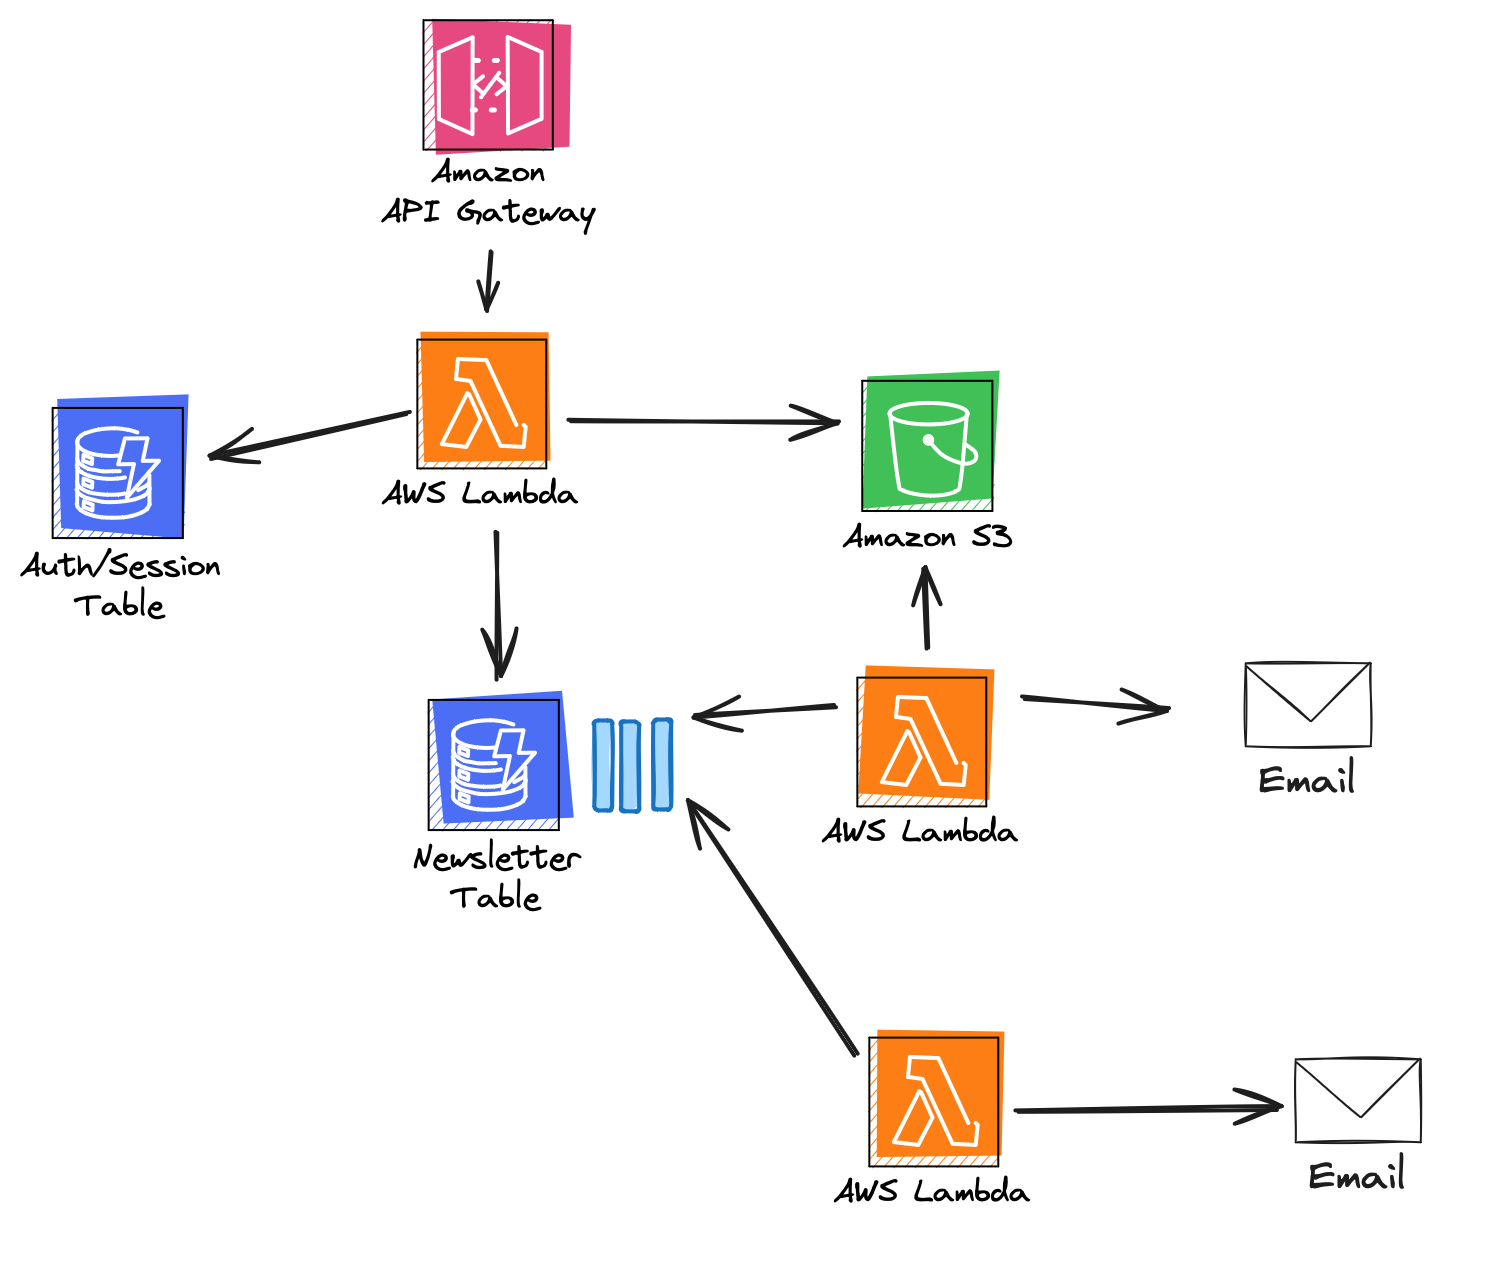 Amazon
API Gateway
AWS Lambda
Auth/Session
Table
Amazon S3
Newsletter
Table
AWS Lambda
Email
AWS Lambda
Email